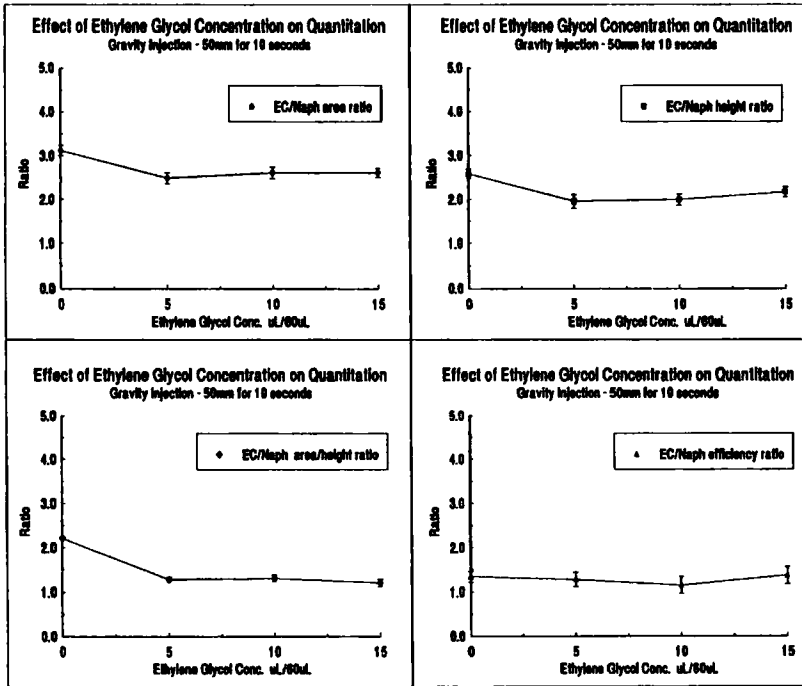 Effect of Ethylene Glycol Concentration on Quantitation
Gravity Injection - 50mm for 10 seconds
5.0
4.0
3.0
2.0
1.0
0.0
Ratio
EC/Naph area ratio
0 5 10 15
Ethylene Glycol Conc. uL/60uL
Effect of Ethylene Glycol Concentration on Quantitation
Gravity Injection - 50mm for 10 seconds
5.0
4.0
3.0
2.0
1.0
0.0
Ratio
EC/Naph height ratio
0 5 10 15
Ethylene Glycol Conc. uL/60uL
Effect of Ethylene Glycol Concentration on Quantitation
Gravity Injection - 50mm for 10 seconds
5.0
4.0
3.0
2.0
1.0
0.0
Ratio
EC/Naph area/height ratio
0 5 10 15
Ethylene Glycol Conc. uL/60uL
Effect of Ethylene Glycol Concentration on Quantitation
Gravity Injection - 50mm for 10 seconds
5.0
4.0
3.0
2.0
1.0
0.0
Ratio
EC/Naph efficiency ratio
0 5 10 15
Ethylene Glycol Conc. uL/60uL